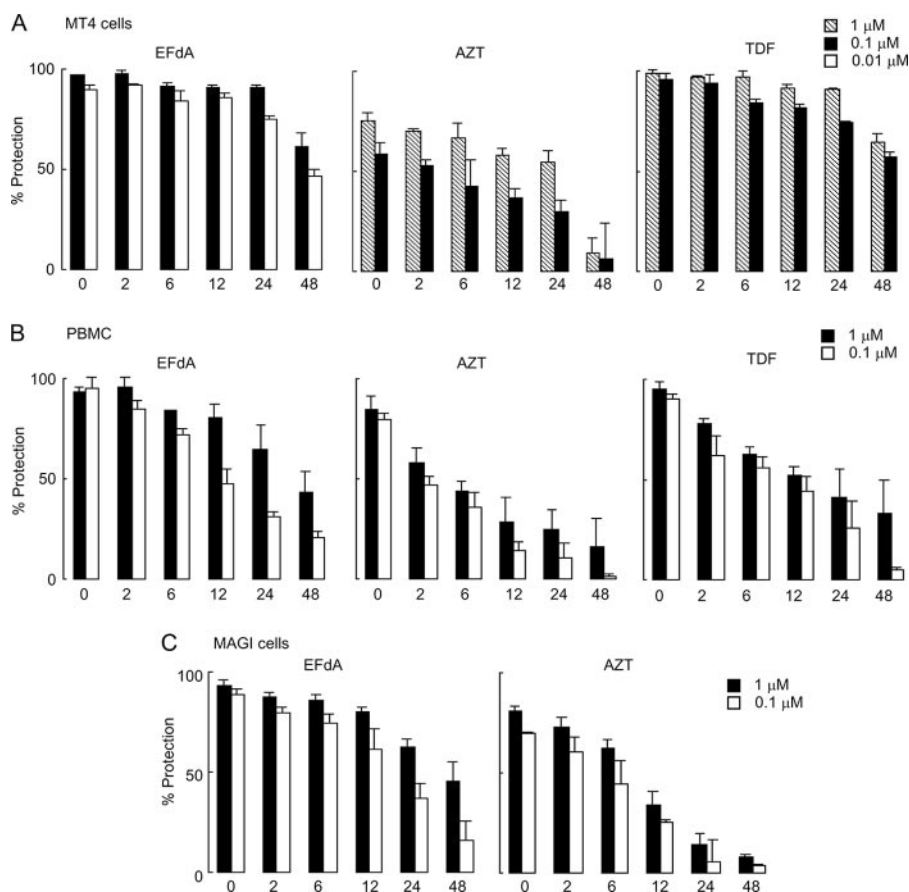 A MT4 cells
EFdA AZT TDF
1 μM
0.1 μM
0.01 μM
% Protection
100
50
0
0 2 6 12 24 48 0 2 6 12 24 48 0 2 6 12 24 48
B PBMC
EFdA AZT TDF
1 μM
0.1 μM
% Protection
100
50
0
0 2 6 12 24 48 0 2 6 12 24 48 0 2 6 12 24 48
C MAGI cells
EFdA AZT
1 μM
0.1 μM
% Protection
100
50
0
0 2 6 12 24 48 0 2 6 12 24 48